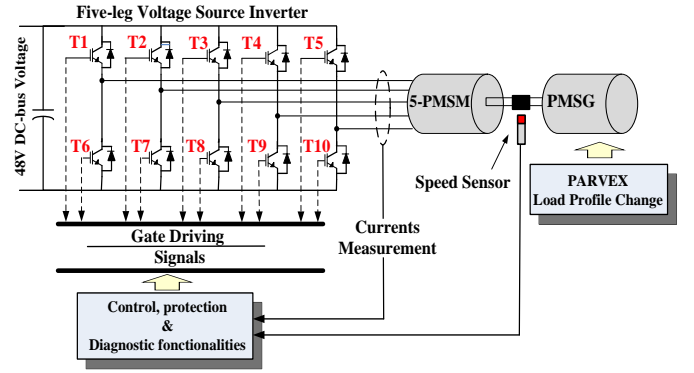 Five-leg Voltage Source Inverter
T1 T2 T3 T4 T5
48V DC-bus Voltage
5-PMSM
PMSG
T6 T7 T8 T9 T10
Speed Sensor
PARVEX
Load Profile Change
Currents
Measurement
Gate Driving
Signals
Control, protection
&
Diagnostic fonctionalities